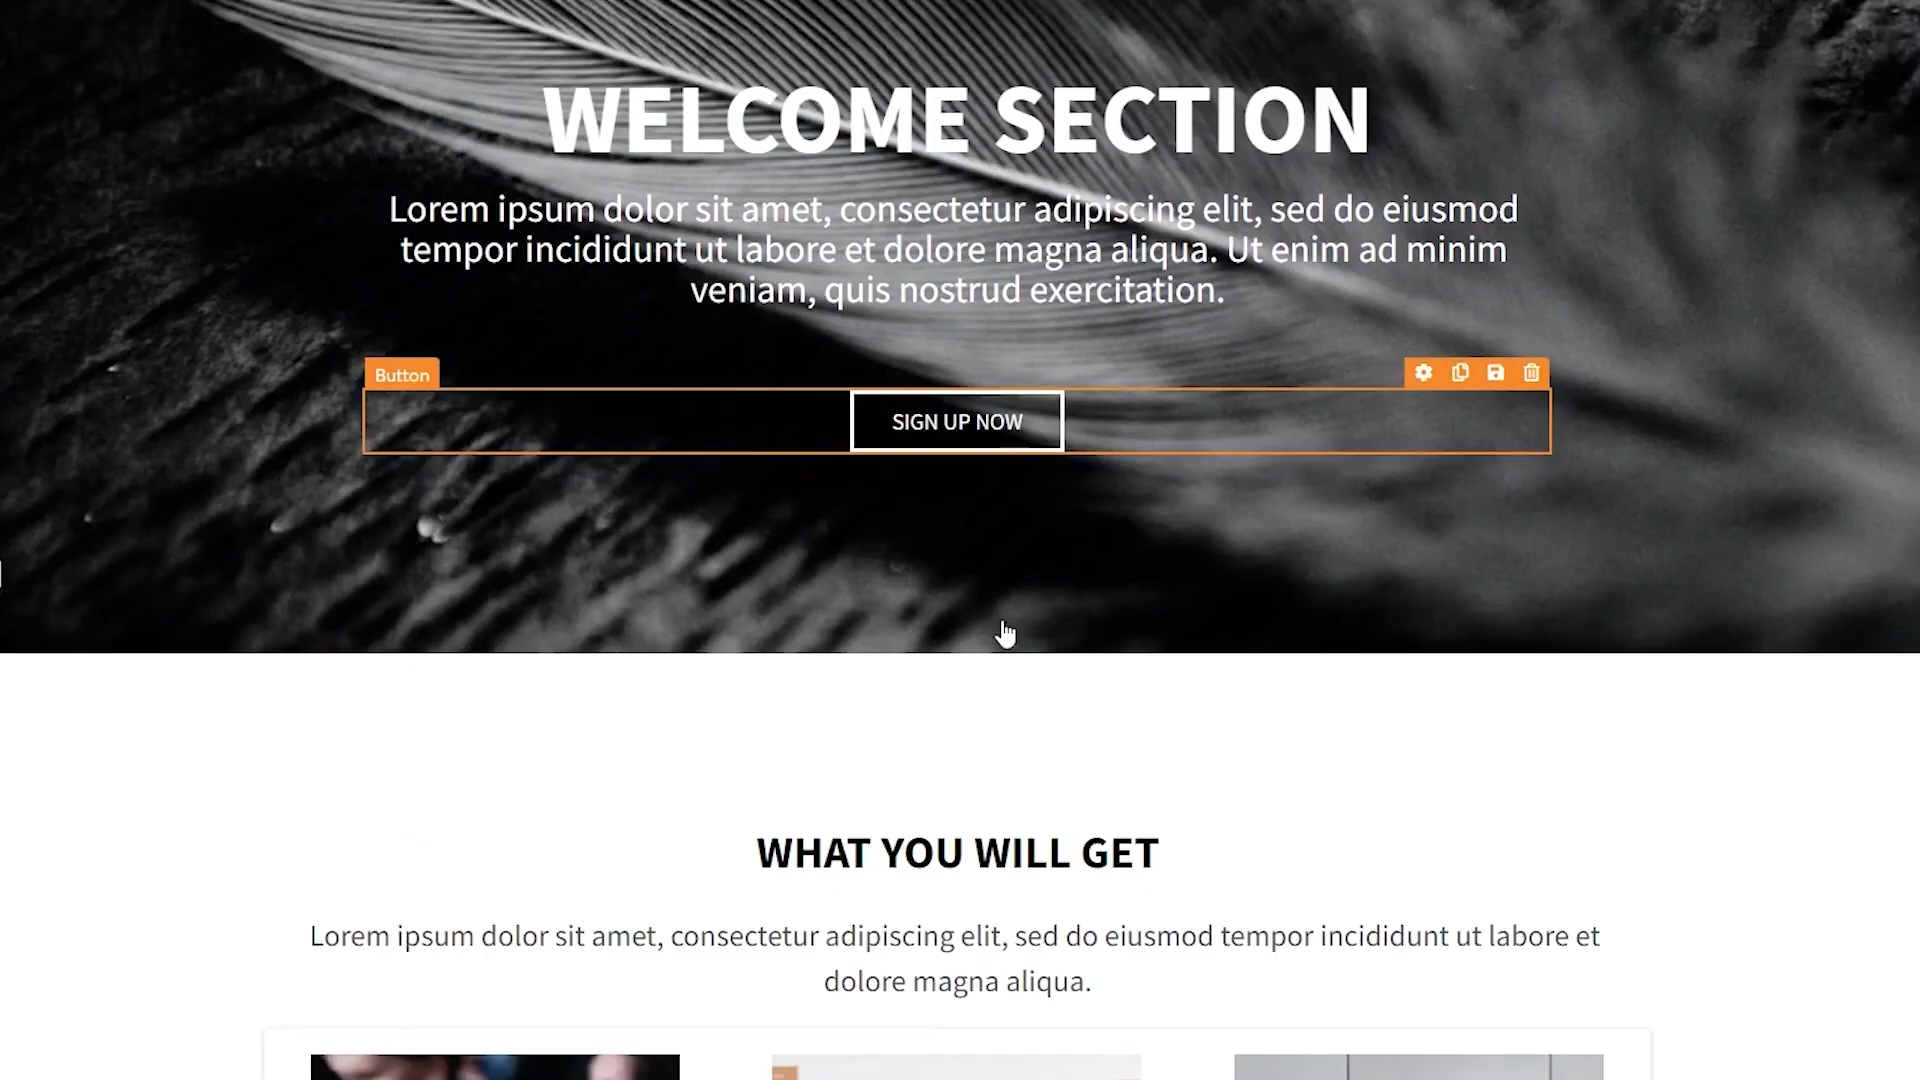 WELCOME SECTION
Lorem ipsum dolor sit amet, consectetur adipiscing elit, sed do eiusmod
tempor incididunt ut labore et dolore magna aliqua. Ut enim ad minim
veniam, quis nostrud exercitation.
Button
SIGN UP NOW
WHAT YOU WILL GET
Lorem ipsum dolor sit amet, consectetur adipiscing elit, sed do eiusmod tempor incididunt ut labore et
dolore magna aliqua.